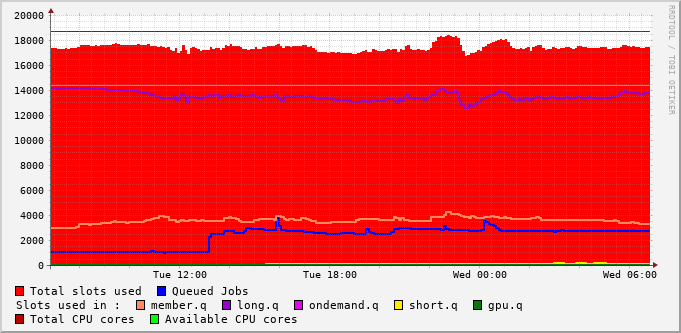 20000
18000
16000
14000
12000
10000
8000
6000
4000
2000
0
Tue 12:00 Tue 18:00 Wed 00:00 Wed 06:00
RRDTOOL / TOBI OETIKER
Total slots used Queued Jobs
Slots used in : member.q long.q ondemand.q short.q gpu.q
Total CPU cores Available CPU cores